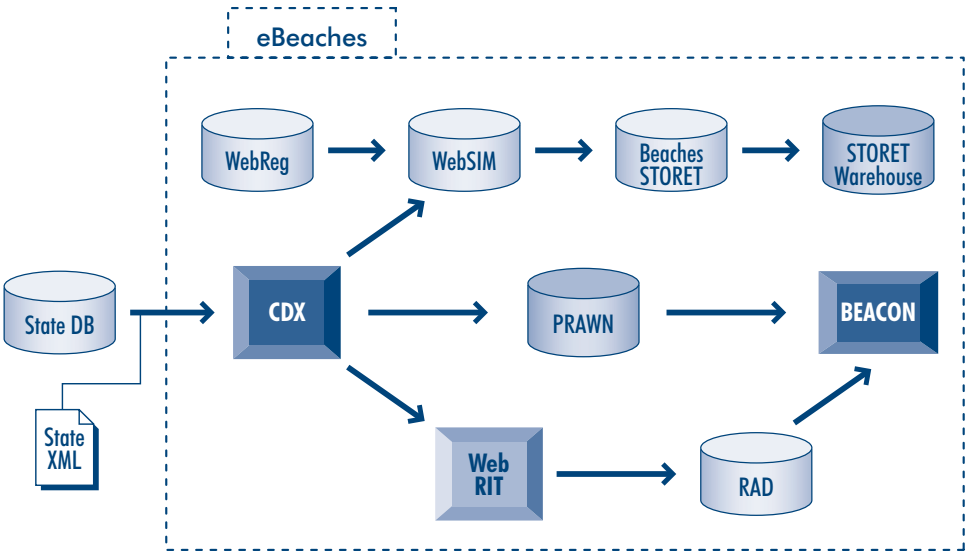 eBeaches
WebReg
WebSIM
Beaches
STORET
STORET
Warehouse
State DB
CDX
PRAWN
BEACON
State
XML
Web
RIT
RAD